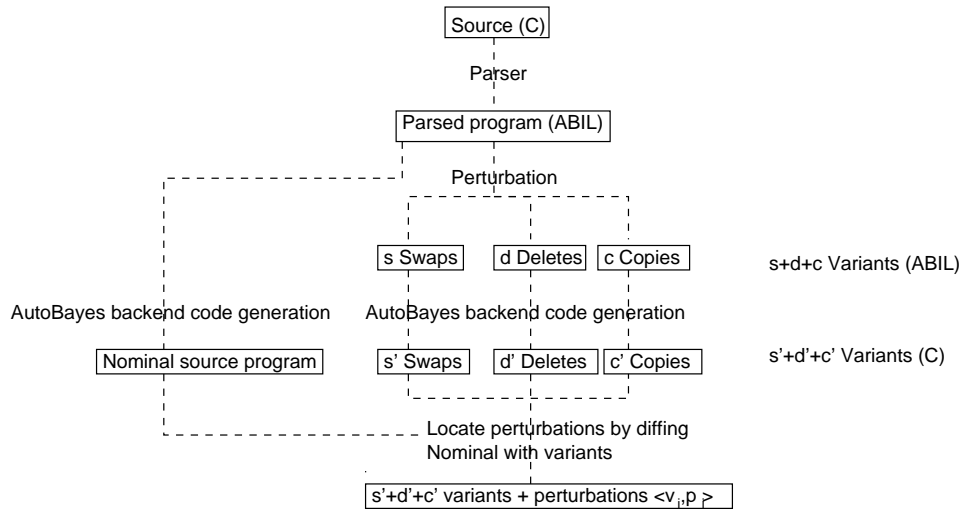 Source (C)
Parser
Parsed program (ABIL)
Perturbation
s Swaps d Deletes c Copies s+d+c Variants (ABIL)
AutoBayes backend code generation AutoBayes backend code generation
Nominal source program s' Swaps d' Deletes c' Copies s'+d'+c' Variants (C)
Locate perturbations by diffing
Nominal with variants
s'+d'+c' variants + perturbations <v_i,p_i>